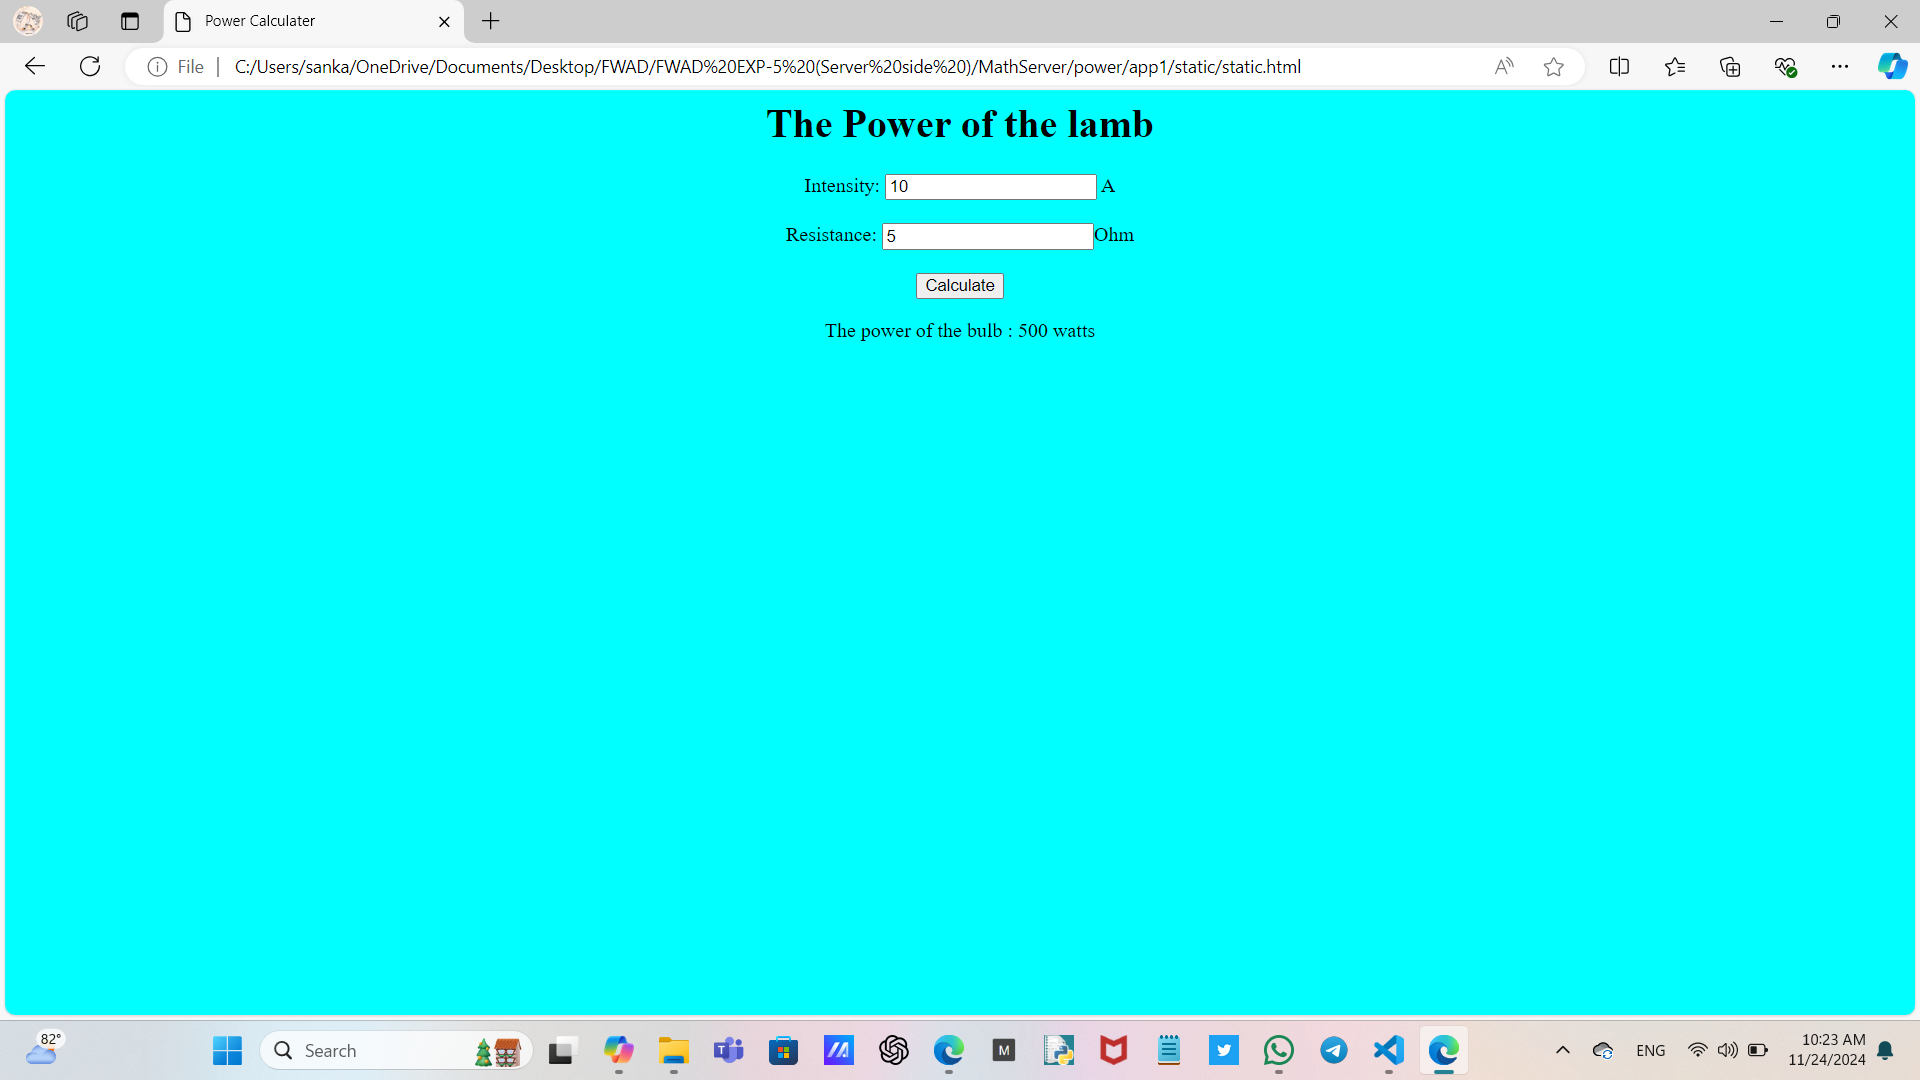 Power Calculater
File
C:/Users/sanka/OneDrive/Documents/Desktop/FWAD/FWAD%20EXP-5%20(Server%20side%20)/MathServer/power/app1/static/static.html
The Power of the lamb
Intensity: 10 A
Resistance: 5 Ohm
Calculate
The power of the bulb : 500 watts
82°
Search
M
ENG
10:23 AM
11/24/2024